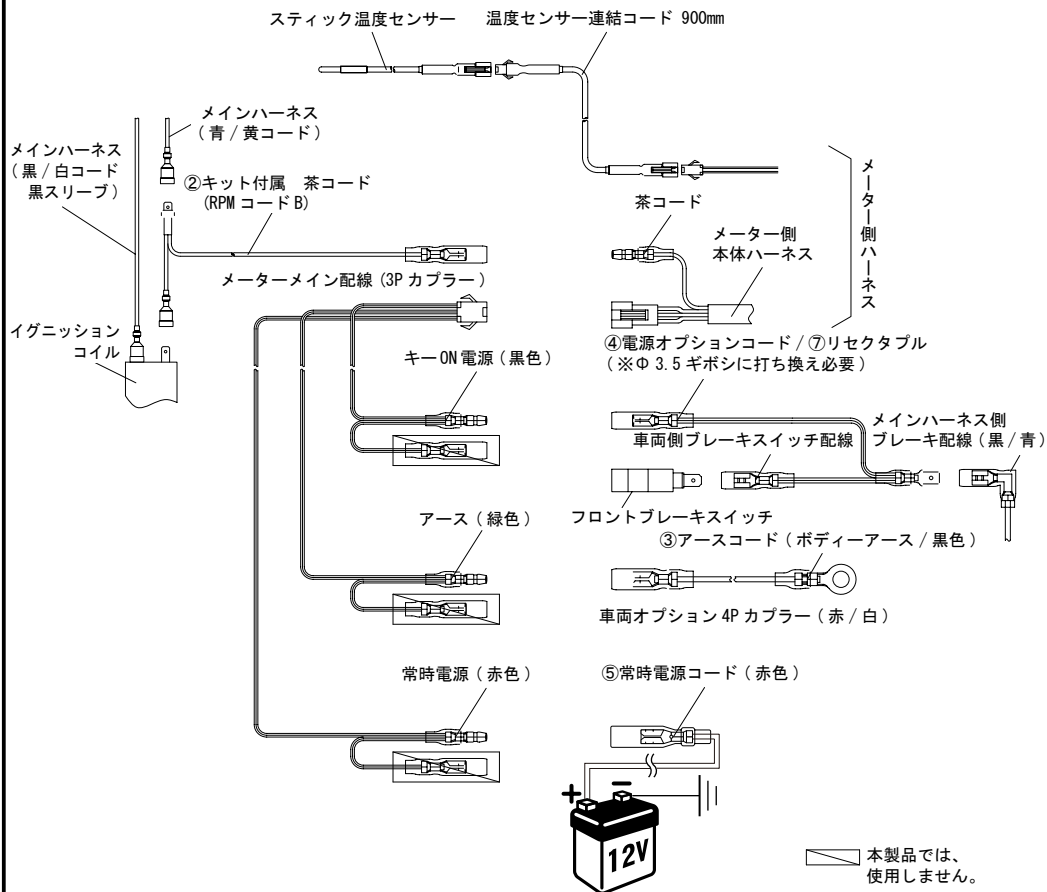 スティック温度センサー
温度センサー連結コード 900mm
メインハーネス
(青/黄コード)
メインハーネス
(黒/白コード
黒スリーブ)
②キット付属 茶コード
(RPMコードB)
茶コード
メーター側
本体ハーネス
メーター側ハーネス
メーターメイン配線(3Pカプラー)
イグニッション
コイル
④電源オプションコード/⑦リセクタプル
(※Φ3.5ギボシに打ち換え必要)
キーON電源(黒色)
メインハーネス側
ブレーキ配線(黒/青)
車両側ブレーキスイッチ配線
フロントブレーキスイッチ
アース(緑色)
③アースコード(ボディーアース/黒色)
車両オプション4Pカプラー(赤/白)
常時電源(赤色)
⑤常時電源コード(赤色)
+ −
12V
本製品では、
使用しません。